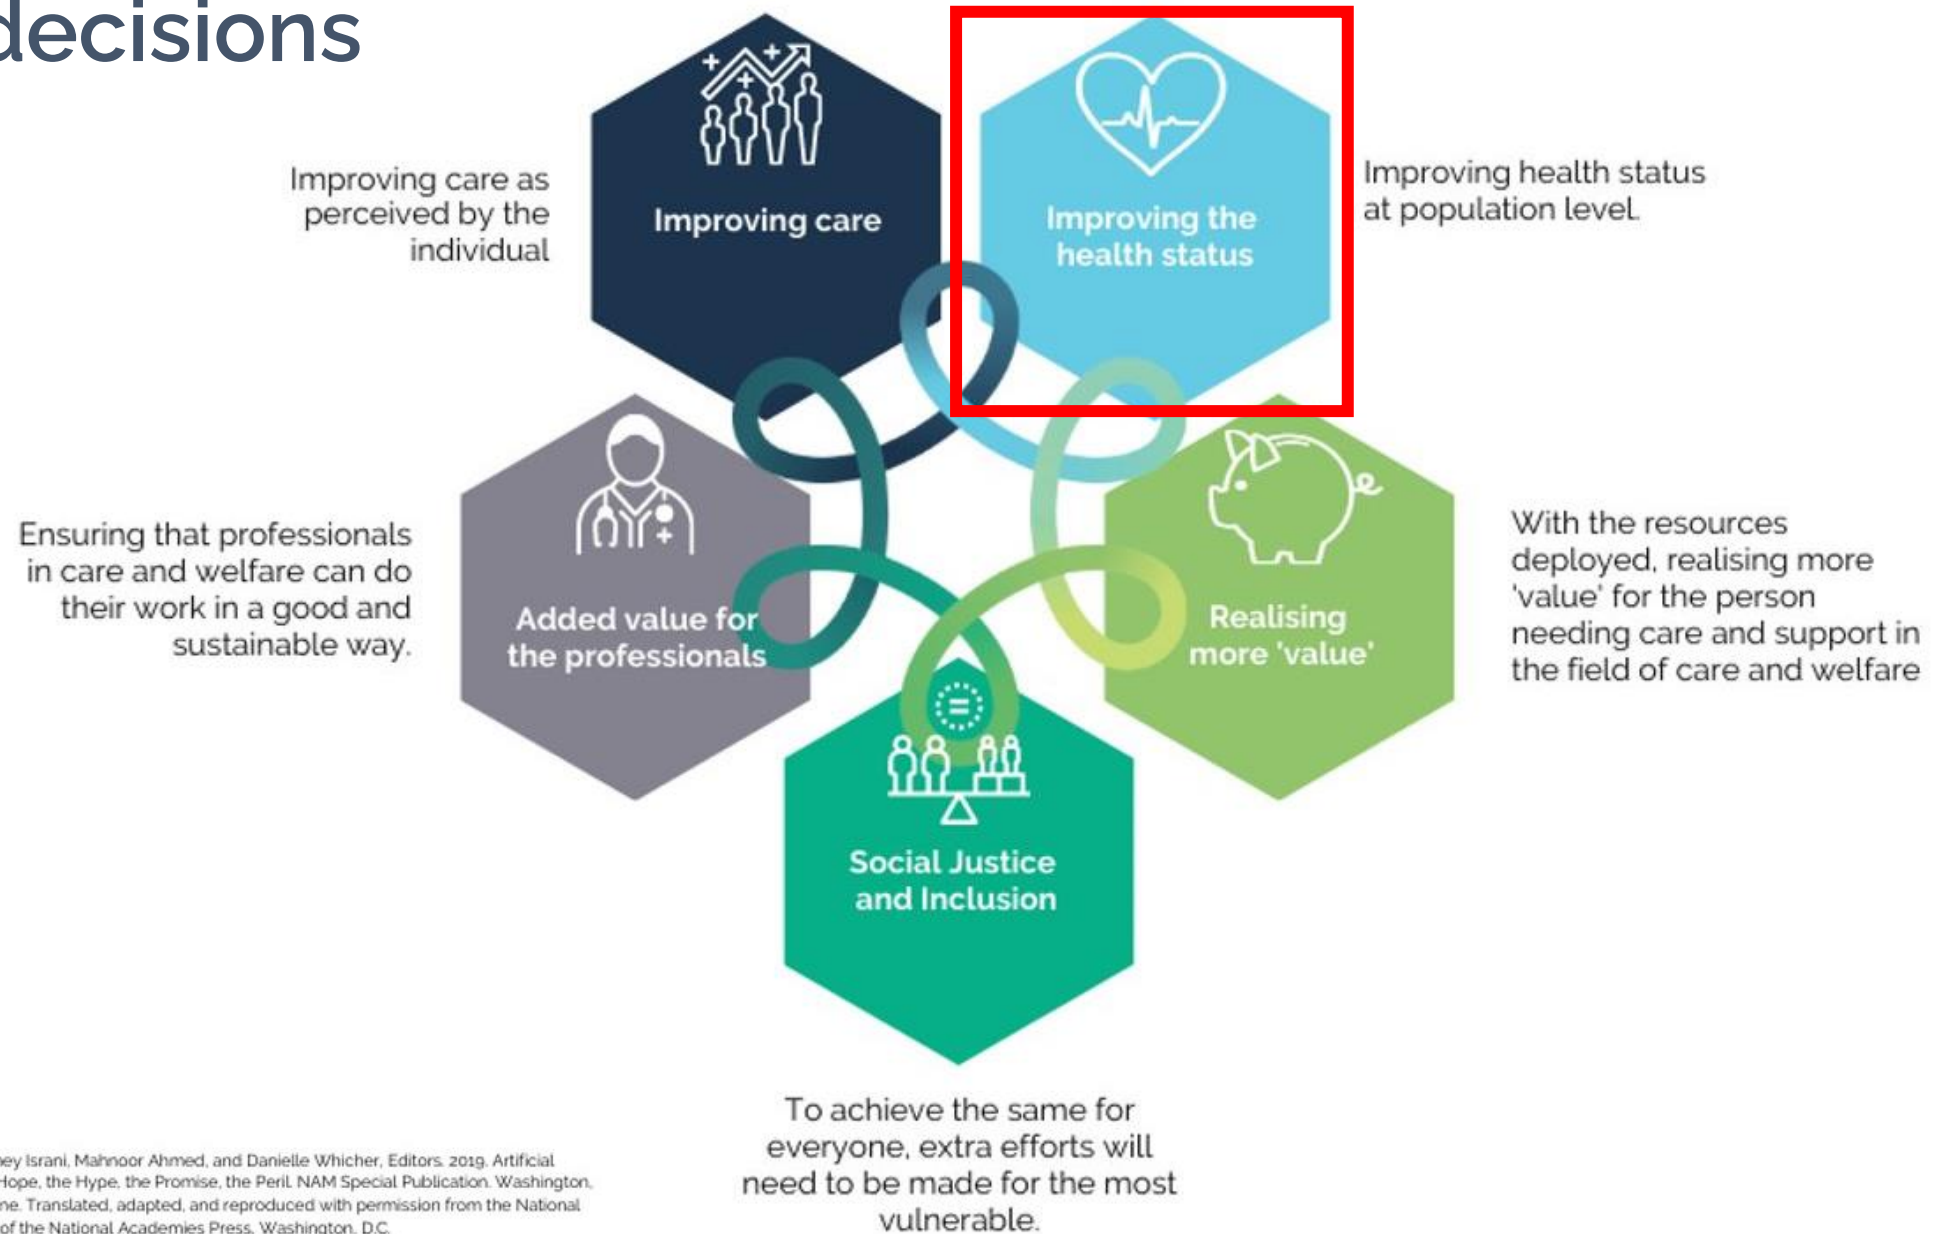 decisions
Improving care as
perceived by the
individual
Improving care
Improving the
health status
Improving health status
at population level.
Ensuring that professionals
in care and welfare can do
their work in a good and
sustainable way.
Added value for
the professionals
Realising
more 'value'
With the resources
deployed, realising more
'value' for the person
needing care and support in
the field of care and welfare
Social Justice
and Inclusion
To achieve the same for
everyone, extra efforts will
need to be made for the most
vulnerable.
ey Israni, Mahnoor Ahmed, and Danielle Whicher, Editors. 2019. Artificial
Hope, the Hype, the Promise, the Peril. NAM Special Publication. Washington,
ne. Translated, adapted, and reproduced with permission from the National
of the National Academies Press, Washington, D.C.